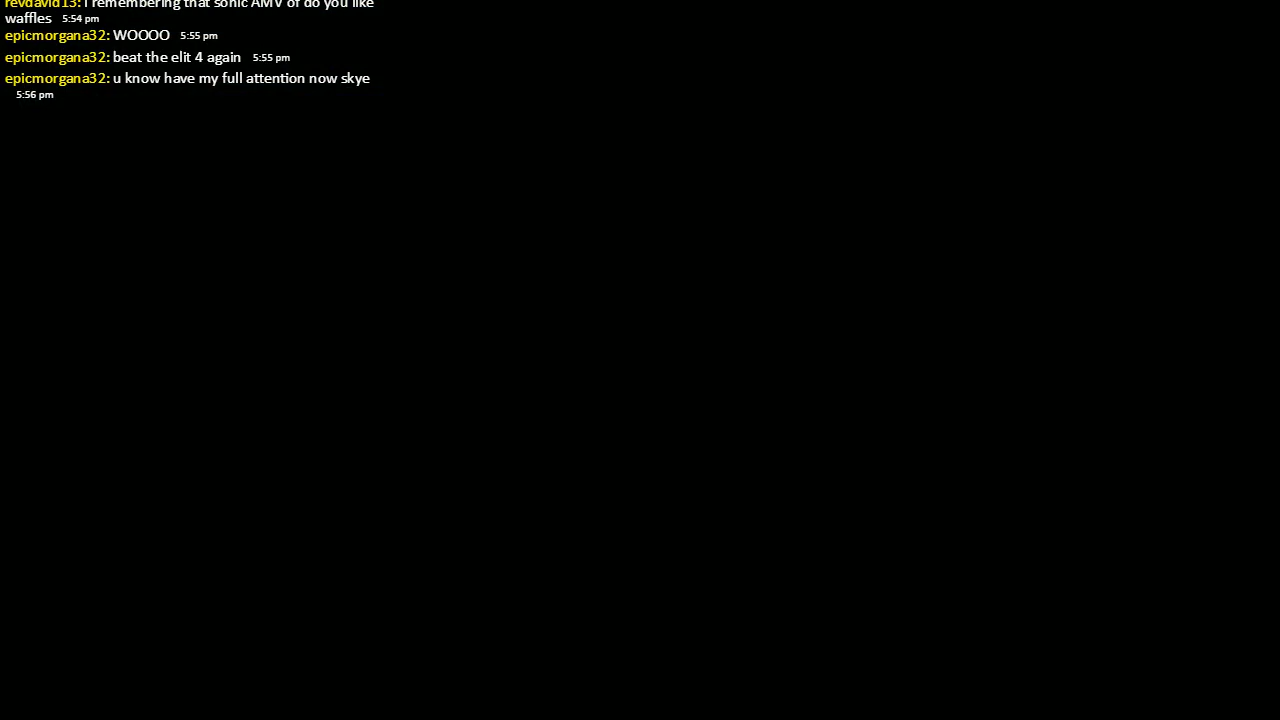 revdavid13: I remembering that sonic AMV of do you like
waffles 5:54 pm
epicmorgana32: WOOOO 5:55 pm
epicmorgana32: beat the elit 4 again 5:55 pm
epicmorgana32: u know have my full attention now skye
5:56 pm